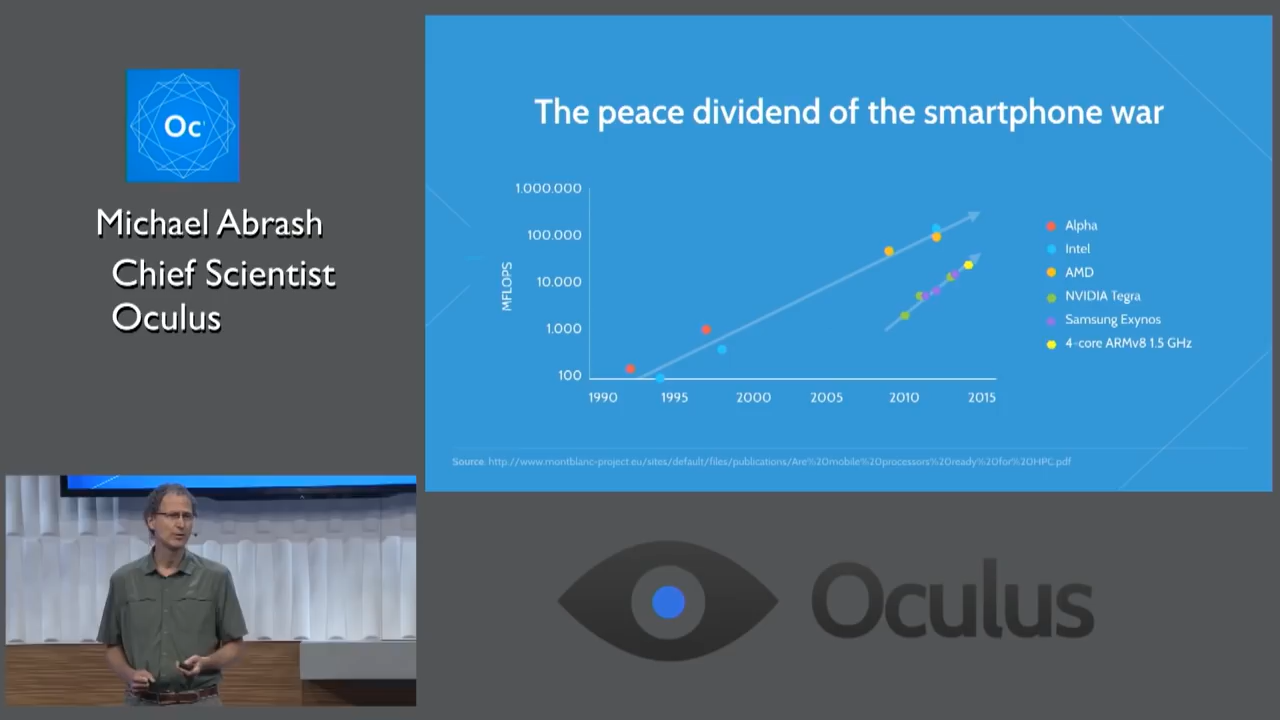 Oc
Michael Abrash
Chief Scientist
Oculus
The peace dividend of the smartphone war
MFLOPS
1.000.000
100.000
10.000
1.000
100
1990 1995 2000 2005 2010 2015
Alpha
Intel
AMD
NVIDIA Tegra
Samsung Exynos
4-core ARMv8 1.5 GHz
Source: http://www.montblanc-project.eu/sites/default/files/publications/Are%20mobile%20processors%20ready%20for%20HPC.pdf
Oculus